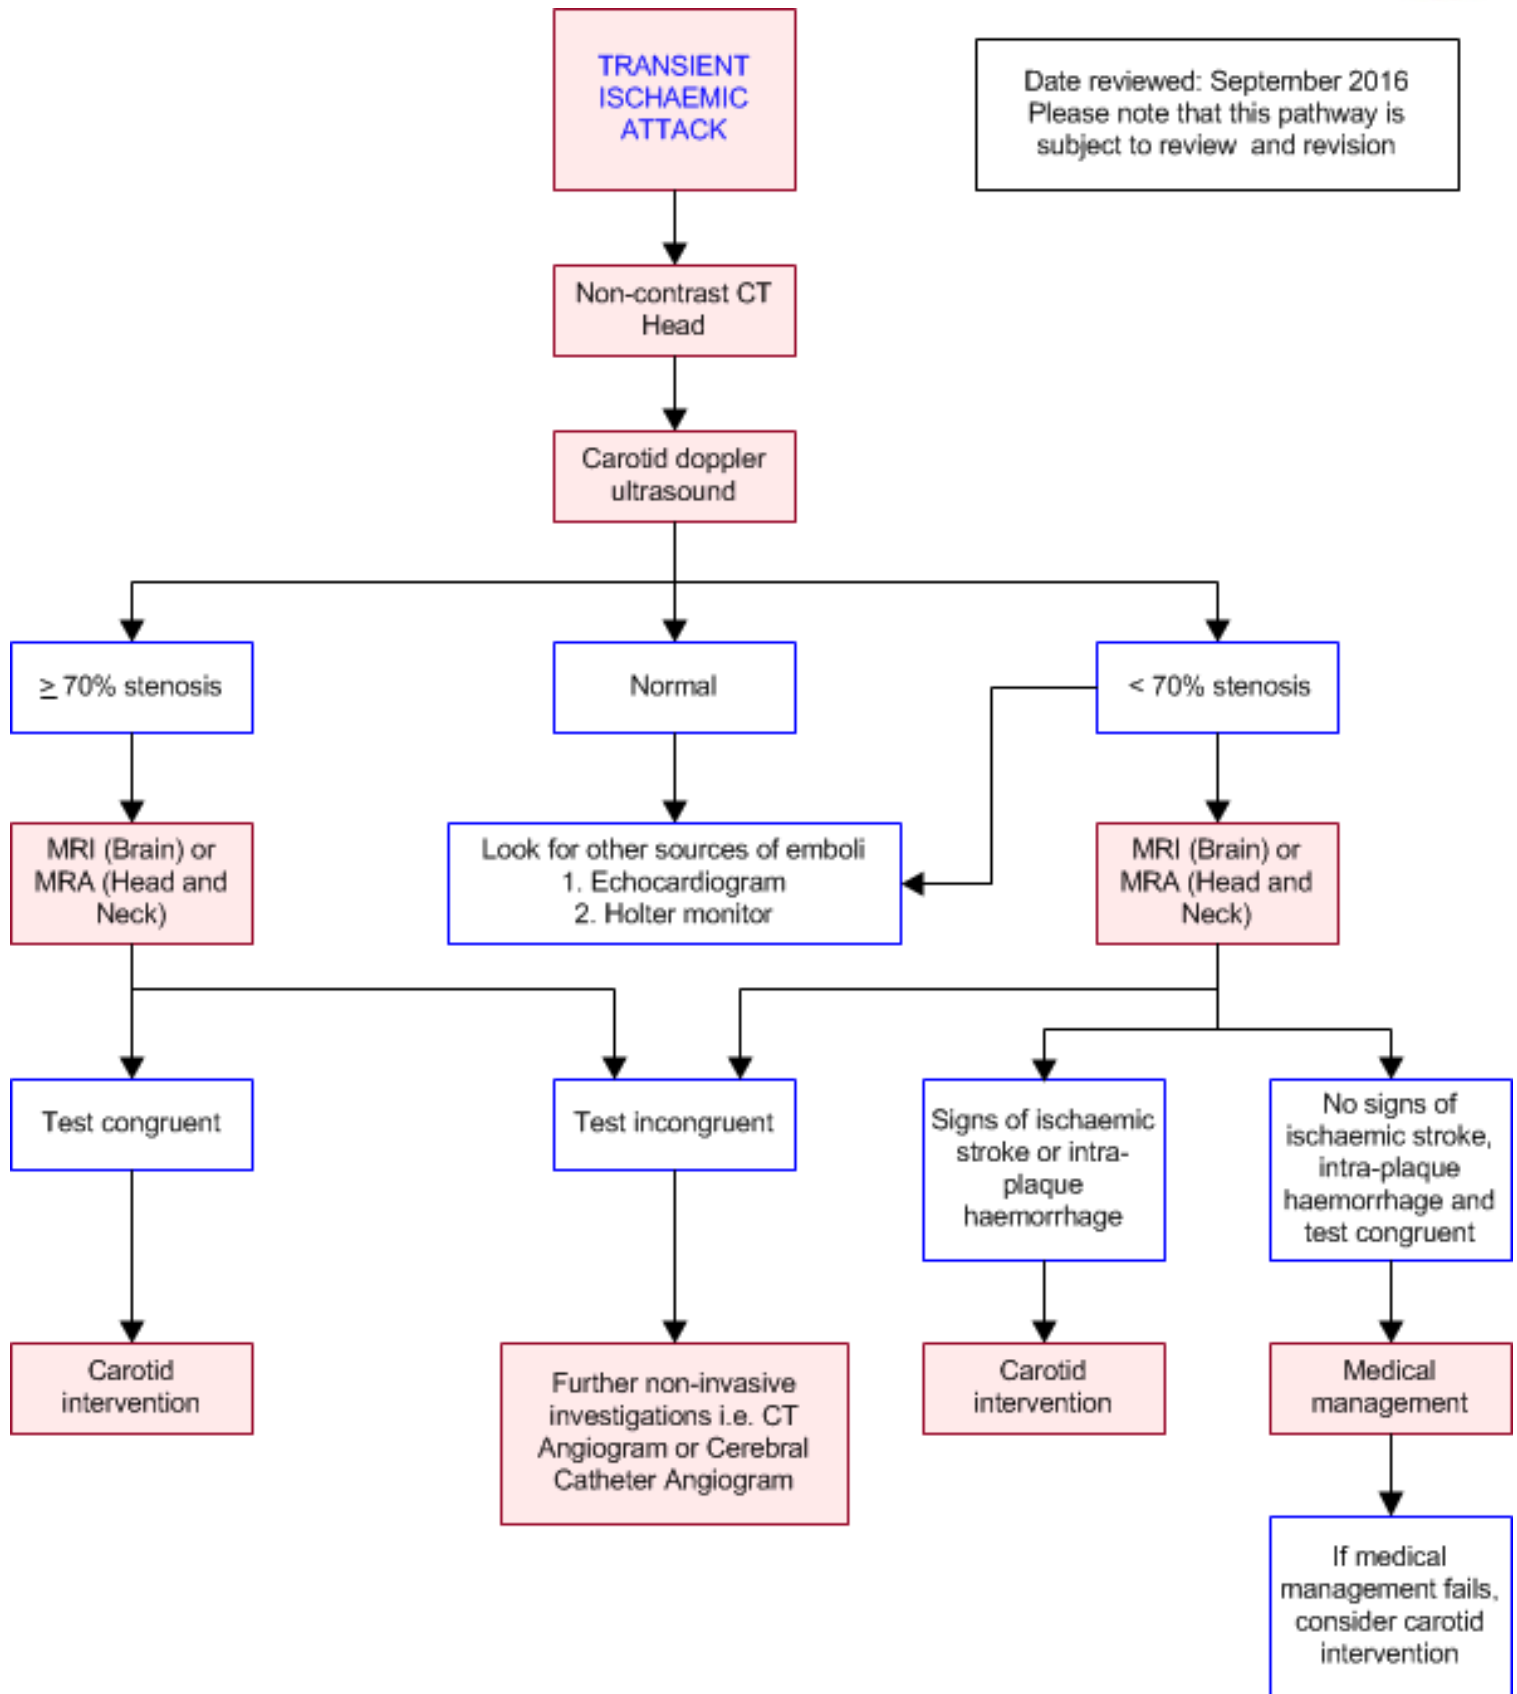 TRANSIENT
ISCHAEMIC
ATTACK
Date reviewed: September 2016
Please note that this pathway is
subject to review and revision
Non-contrast CT
Head
Carotid doppler
ultrasound
≥ 70% stenosis
Normal
< 70% stenosis
MRI (Brain) or
MRA (Head and
Neck)
Look for other sources of emboli
1. Echocardiogram
2. Holter monitor
MRI (Brain) or
MRA (Head and
Neck)
Test congruent
Test incongruent
Signs of ischaemic
stroke or intra-
plaque
haemorrhage
No signs of
ischaemic stroke,
intra-plaque
haemorrhage and
test congruent
Carotid
intervention
Further non-invasive
investigations i.e. CT
Angiogram or Cerebral
Catheter Angiogram
Carotid
intervention
Medical
management
If medical
management fails,
consider carotid
intervention